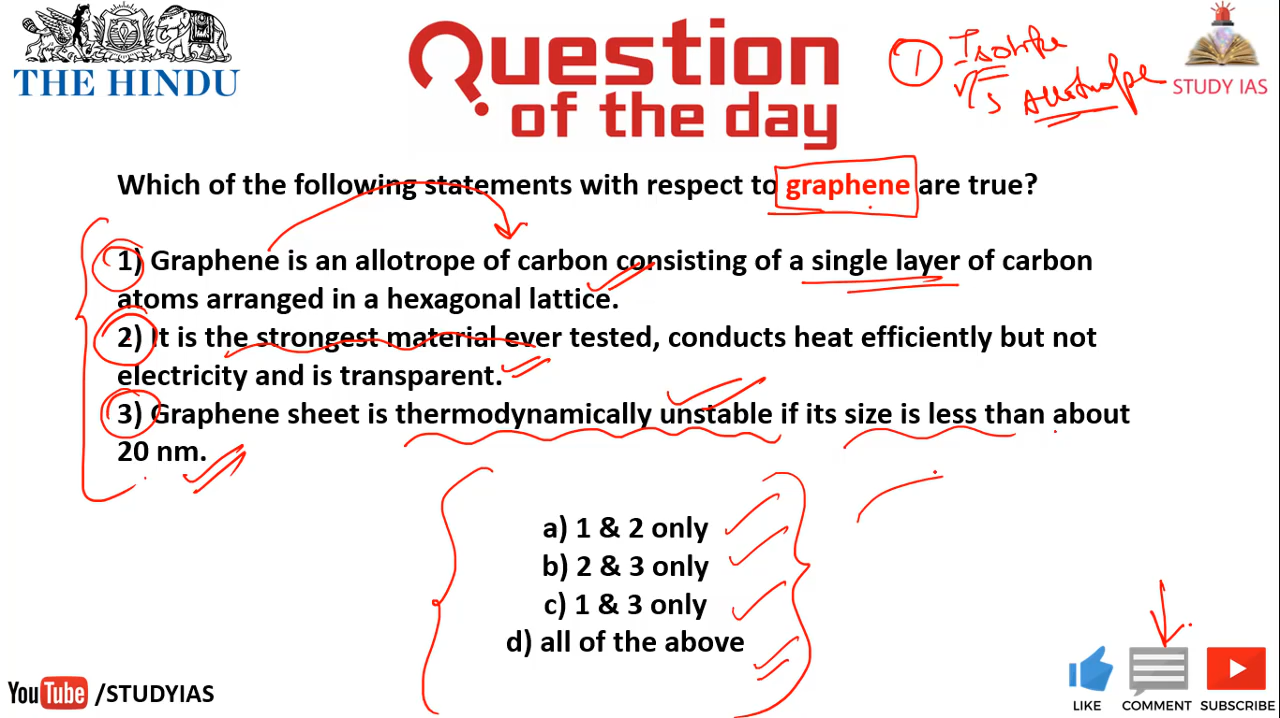 THE HINDU
Question
of the day
1 Isotope
V/s Allotrope
STUDY IAS
Which of the following statements with respect to graphene are true?
1) Graphene is an allotrope of carbon consisting of a single layer of carbon
atoms arranged in a hexagonal lattice.
2) It is the strongest material ever tested, conducts heat efficiently but not
electricity and is transparent.
3) Graphene sheet is thermodynamically unstable if its size is less than about
20 nm.
a) 1 & 2 only
b) 2 & 3 only
c) 1 & 3 only
d) all of the above
YouTube /STUDYIAS
LIKE COMMENT SUBSCRIBE